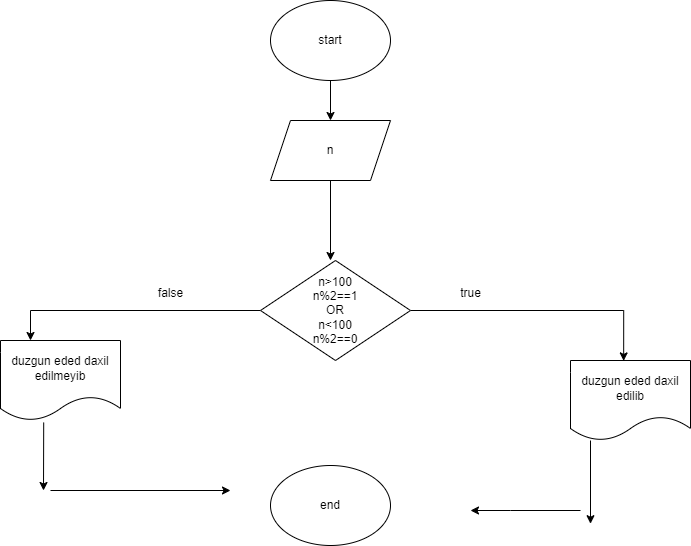 start
n
false
n>100
n%2==1
OR
n<100
n%2==0
true
duzgun eded daxil
edilmeyib
duzgun eded daxil
edilib
end